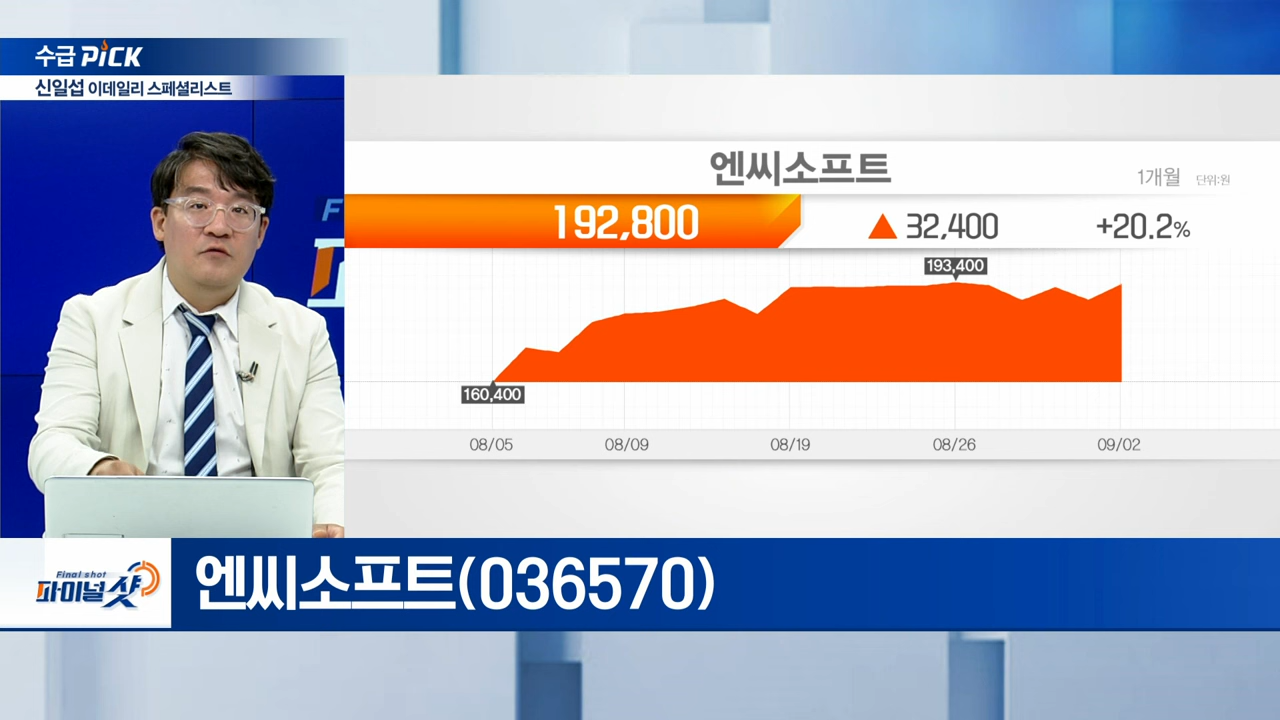 수급 PiCK
신일섭 이데일리 스페셜리스트
F
엔씨소프트
1개월 단위:원
192,800 ▲ 32,400 +20.2%
193,400
160,400
08/05 08/09 08/19 08/26 09/02
Final shot
파이널샷
엔씨소프트(036570)